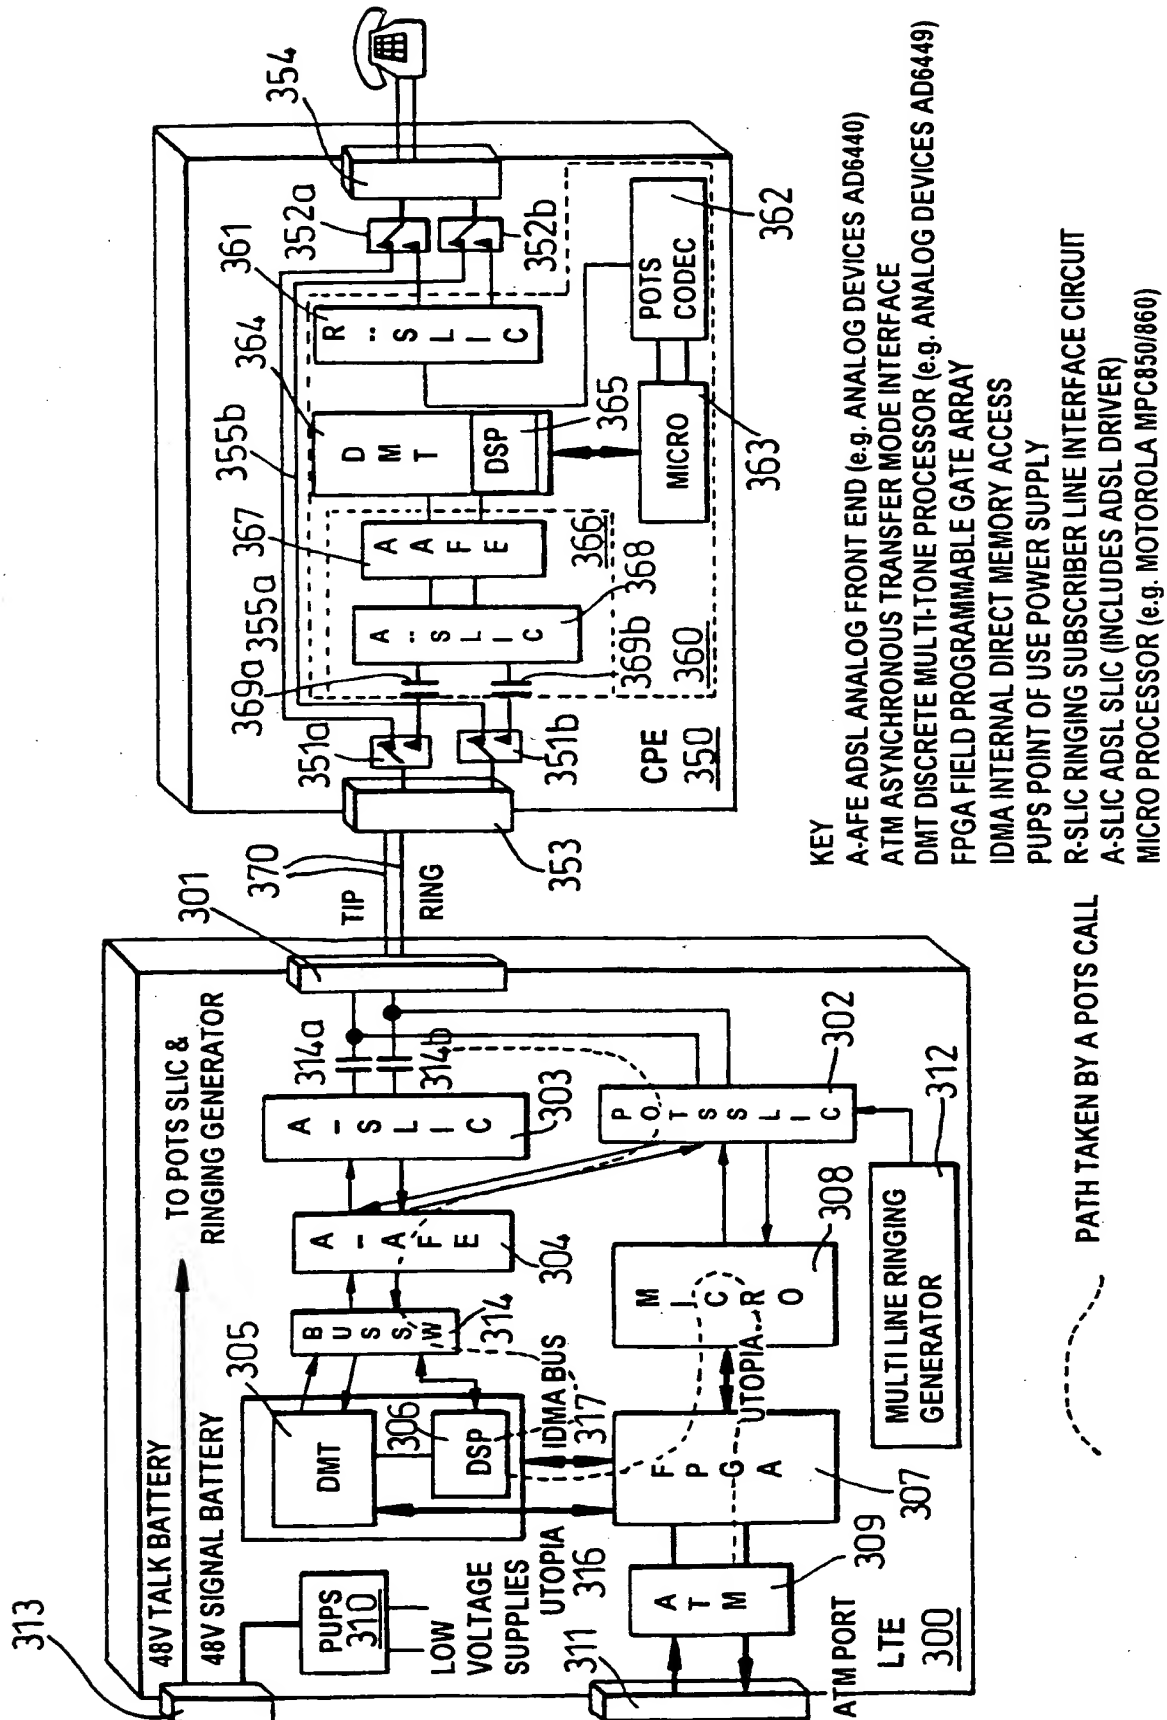 313
48V TALK BATTERY
48V SIGNAL BATTERY
TO POTS SLIC &
RINGING GENERATOR
301
370
TIP
RING
353
PUPS
310
LOW
VOLTAGE
SUPPLIES
305
DMT
306
DSP
BUS SW
314
A-AFE
304
A-SLIC
303
314a
314b
IDMA BUS
317
UTOPIA
316
FPGA
307
UTOPIA
MICRO
308
POTS SLIC
302
312
MULTI LINE RINGING
GENERATOR
ATM
309
311
ATM PORT
LTE
300
351a
351b
369a
369b
355a
355b
367
364
361
352a
352b
354
A-SLIC
368
AAFE
366
DMT
DSP
365
R-SLIC
MICRO
363
POTS
CODEC
362
360
CPE
350
PATH TAKEN BY A POTS CALL
KEY
A-AFE ADSL ANALOG FRONT END (e.g. ANALOG DEVICES AD6440)
ATM ASYNCHRONOUS TRANSFER MODE INTERFACE
DMT DISCRETE MULTI-TONE PROCESSOR (e.g. ANALOG DEVICES AD6449)
FPGA FIELD PROGRAMMABLE GATE ARRAY
IDMA INTERNAL DIRECT MEMORY ACCESS
PUPS POINT OF USE POWER SUPPLY
R-SLIC RINGING SUBSCRIBER LINE INTERFACE CIRCUIT
A-SLIC ADSL SLIC (INCLUDES ADSL DRIVER)
MICRO PROCESSOR (e.g. MOTOROLA MPC850/860)